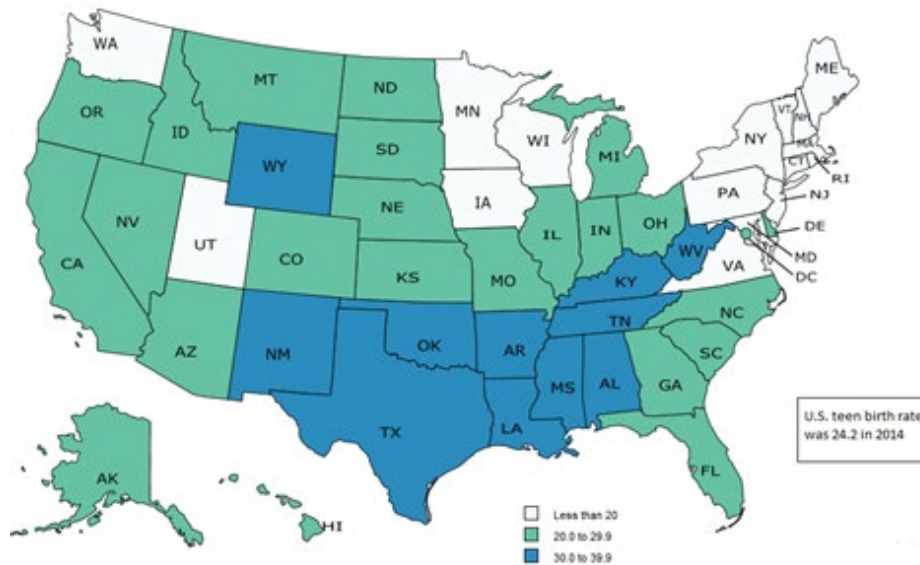 WA
MT
ND
MN
ME
OR
ID
SD
WI
VT
NH
NY
MA
WY
MI
CT
RI
NV
NE
IA
PA
NJ
UT
IL
IN
OH
DE
CA
CO
KS
MO
WV
VA
MD
DC
KY
AZ
NM
OK
AR
TN
NC
SC
MS
AL
GA
TX
LA
U.S. teen birth rate
was 24.2 in 2014
FL
AK
HI
Less than 20
20.0 to 29.9
30.0 to 39.9